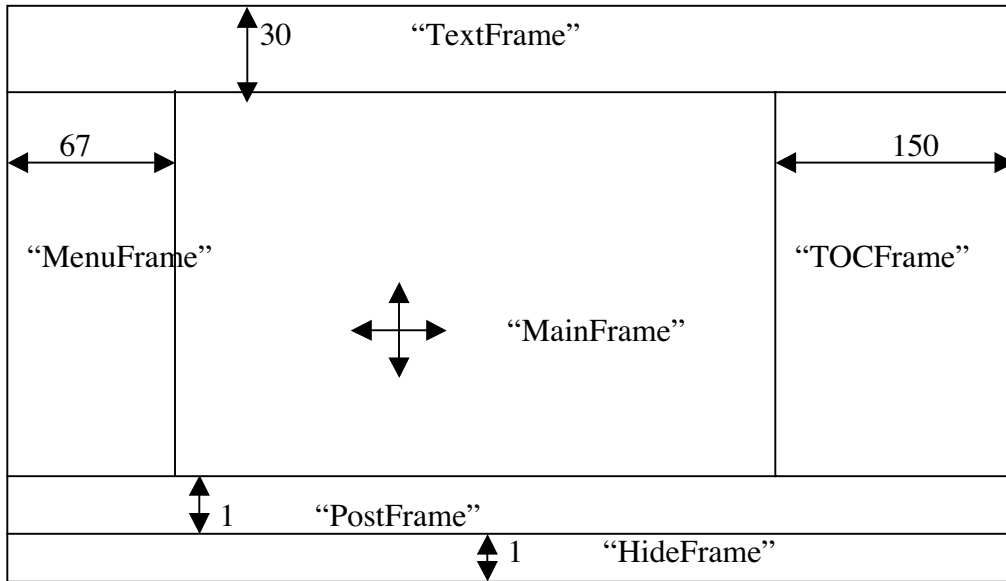 30 “TextFrame”
67 150
“MenuFrame” “TOCFrame”
“MainFrame”
1 “PostFrame”
1 “HideFrame”